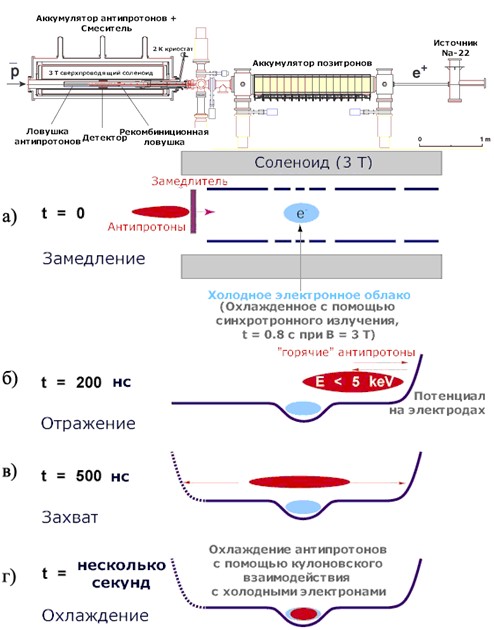 Аккумулятор антипротонов +
Смеситель
2 К криостат
Источник
Na-22
3 Т сверхпроводящий соленоид
Аккумулятор позитронов
p̅
e⁺
Ловушка
антипротонов
Детектор
Рекомбиниционная
ловушка
0
1 m
Соленоид (3 Т)
Замедлитель
а)
t = 0
e⁻
Антипротоны
Замедление
Холодное электронное облако
(Охлажденное с помощью
синхротронного излучения,
t = 0.8 с при B = 3 Т)
"горячие" антипротоны
б)
t = 200 нс
E < 5 keV
Потенциал
на электродах
Отражение
в)
t = 500 нс
Захват
г)
t = несколько
секунд
Охлаждение антипротонов
с помощью кулоновского
взаимодействия
с холодными электронами
Охлаждение